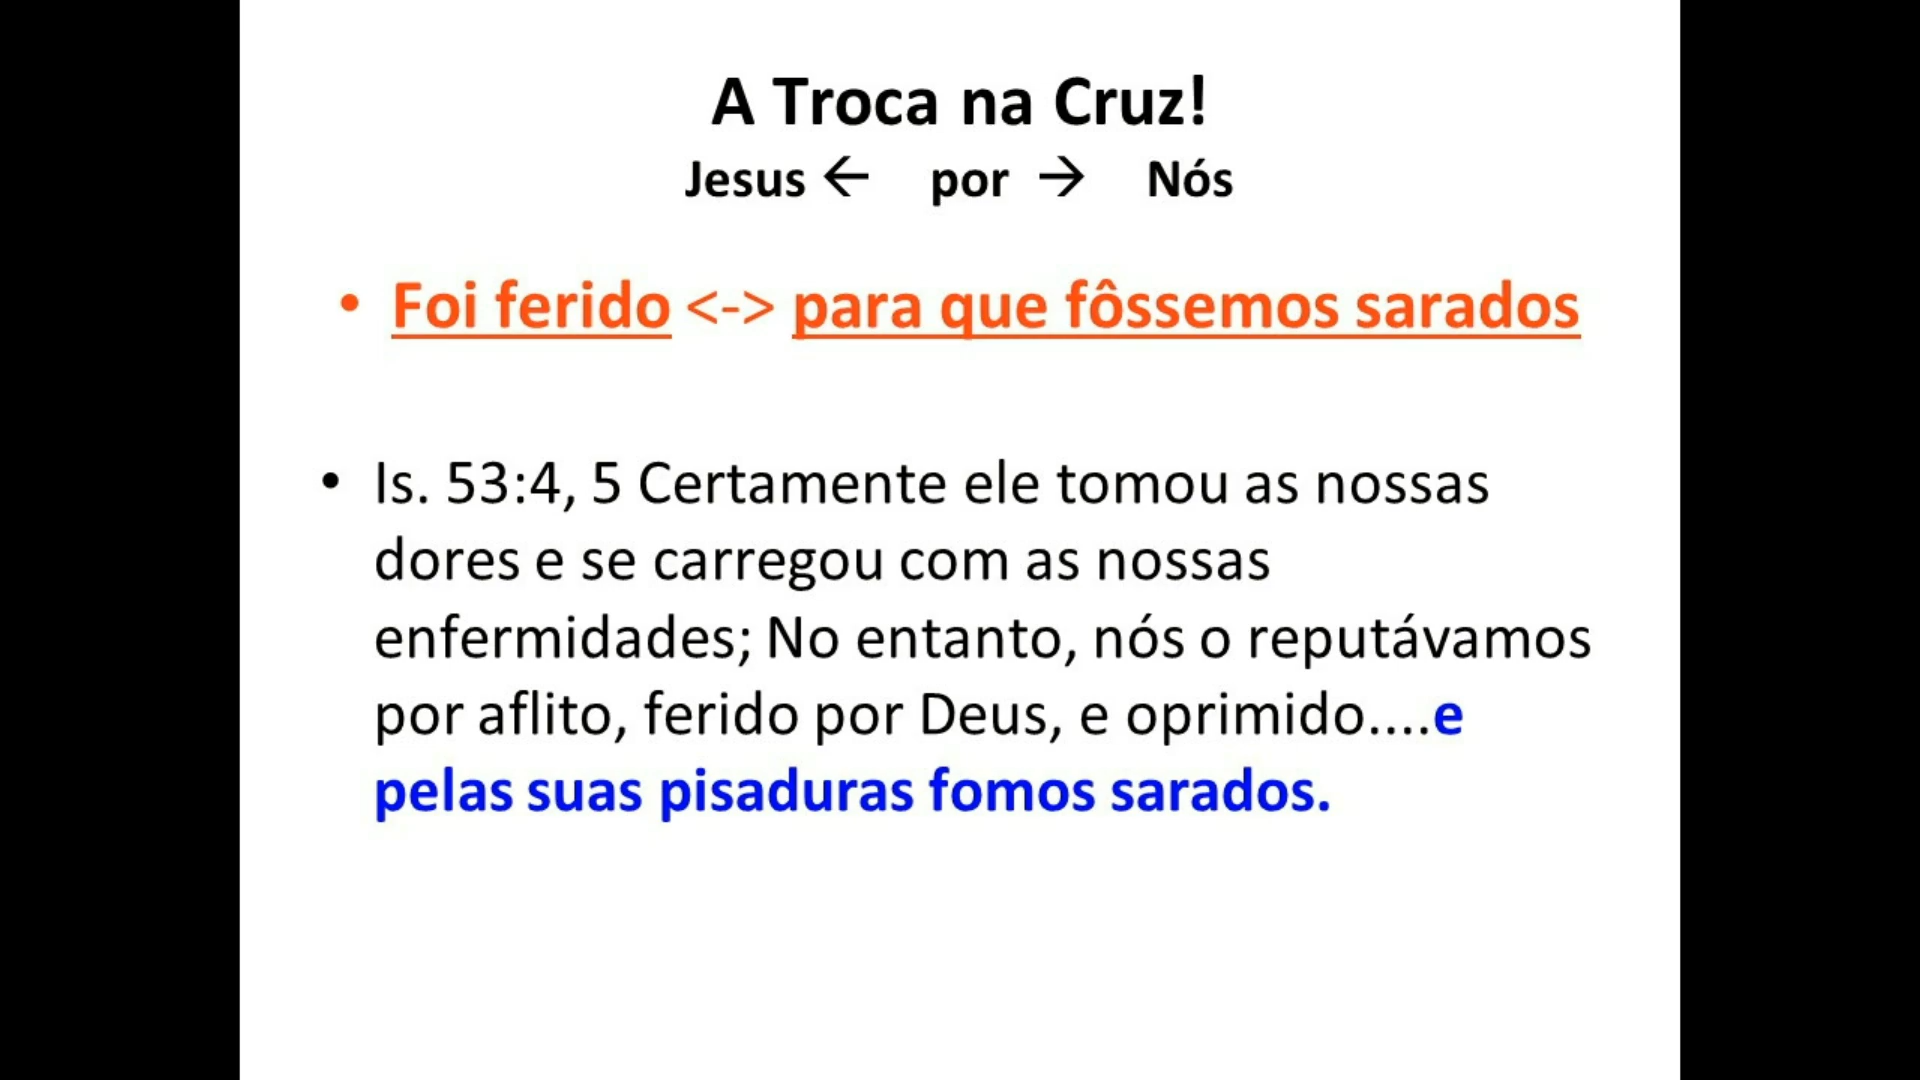 A Troca na Cruz!
Jesus ← por → Nós
• Foi ferido <-> para que fôssemos sarados
• Is. 53:4, 5 Certamente ele tomou as nossas
dores e se carregou com as nossas
enfermidades; No entanto, nós o reputávamos
por aflito, ferido por Deus, e oprimido....e
pelas suas pisaduras fomos sarados.